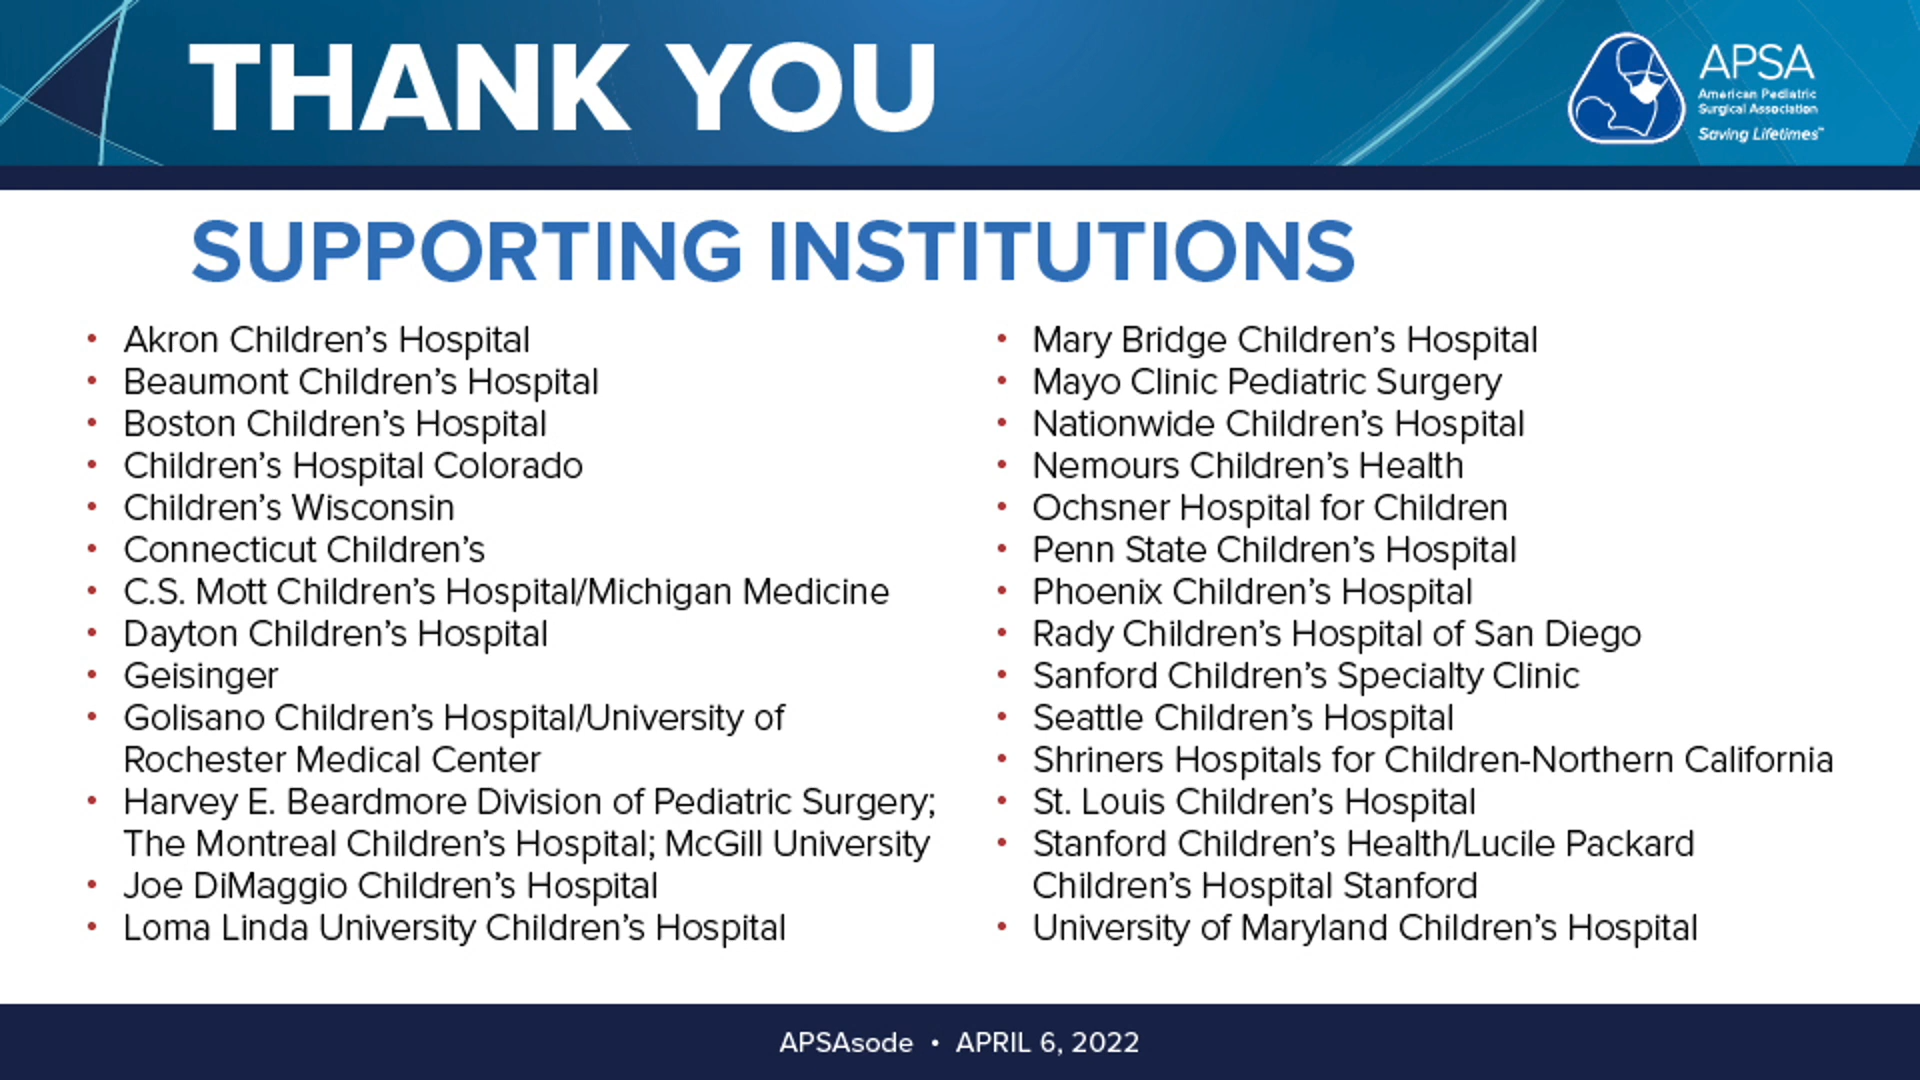 THANK YOU
APSA
American Pediatric
Surgical Association
Saving Lifetimes™
SUPPORTING INSTITUTIONS
• Akron Children’s Hospital
• Beaumont Children’s Hospital
• Boston Children’s Hospital
• Children’s Hospital Colorado
• Children’s Wisconsin
• Connecticut Children’s
• C.S. Mott Children’s Hospital/Michigan Medicine
• Dayton Children’s Hospital
• Geisinger
• Golisano Children’s Hospital/University of
Rochester Medical Center
• Harvey E. Beardmore Division of Pediatric Surgery;
The Montreal Children’s Hospital; McGill University
• Joe DiMaggio Children’s Hospital
• Loma Linda University Children’s Hospital
• Mary Bridge Children’s Hospital
• Mayo Clinic Pediatric Surgery
• Nationwide Children’s Hospital
• Nemours Children’s Health
• Ochsner Hospital for Children
• Penn State Children’s Hospital
• Phoenix Children’s Hospital
• Rady Children’s Hospital of San Diego
• Sanford Children’s Specialty Clinic
• Seattle Children’s Hospital
• Shriners Hospitals for Children-Northern California
• St. Louis Children’s Hospital
• Stanford Children’s Health/Lucile Packard
Children’s Hospital Stanford
• University of Maryland Children’s Hospital
APSAsode • APRIL 6, 2022